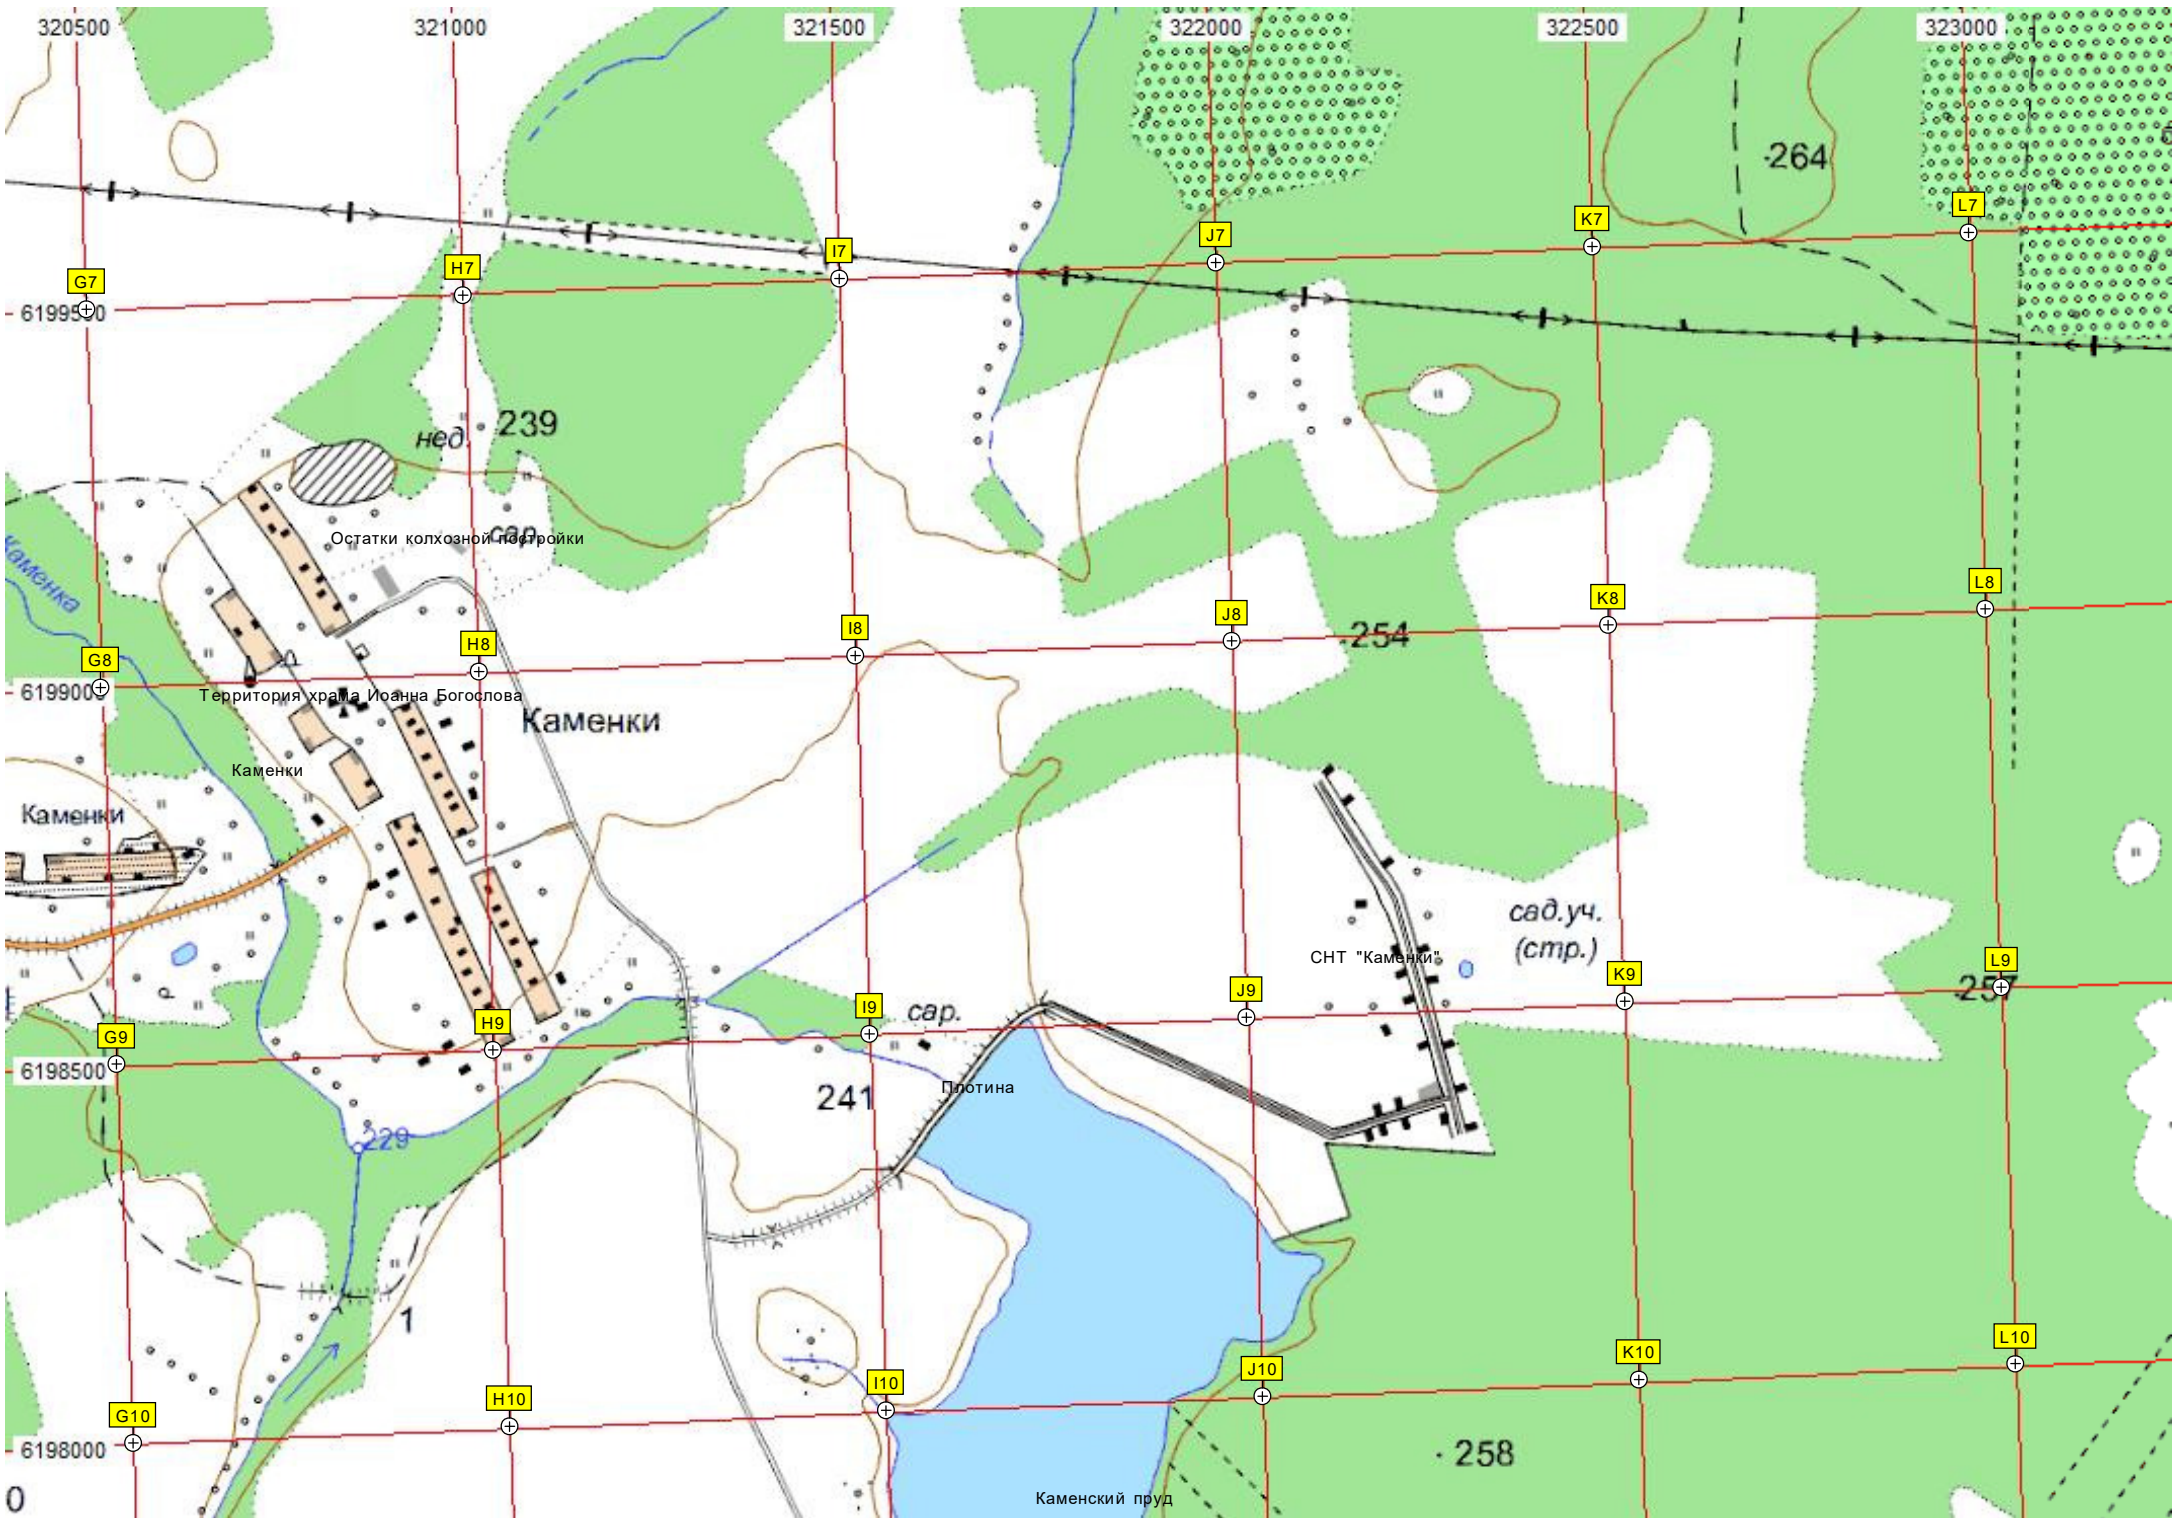 320500 321000 321500 322000 322500 323000
264
L7
K7
J7
I7
H7
G7
6199500
239
нед.
сар.
Остатки колхозной постройки
Каменка
L8
K8
J8
254
I8
H8
G8
6199000
Территория храма Иоанна Богослова
Каменки
Каменки
Каменки
сад.уч.
(стр.)
СНТ "Каменки"
L9
K9
257
J9
I9
сар.
H9
G9
6198500
Плотина
241
229
1
L10
K10
J10
I10
H10
G10
6198000
258
Каменский пруд
0